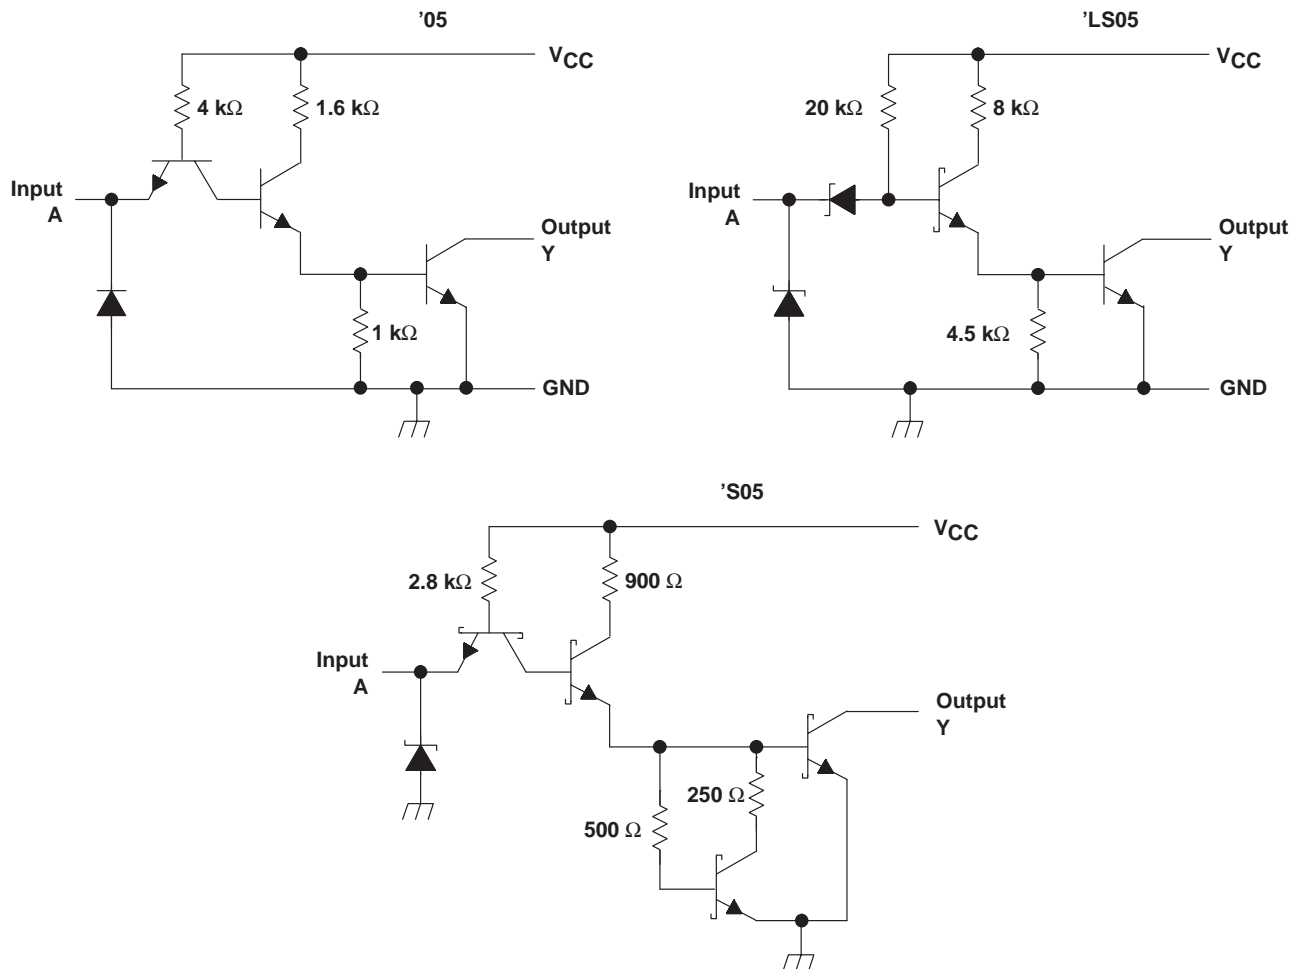 ’05
VCC
4 kΩ
1.6 kΩ
Input
A
Output
Y
1 kΩ
GND
’LS05
VCC
20 kΩ
8 kΩ
Input
A
Output
Y
4.5 kΩ
GND
’S05
VCC
2.8 kΩ
900 Ω
Input
A
Output
Y
250 Ω
500 Ω